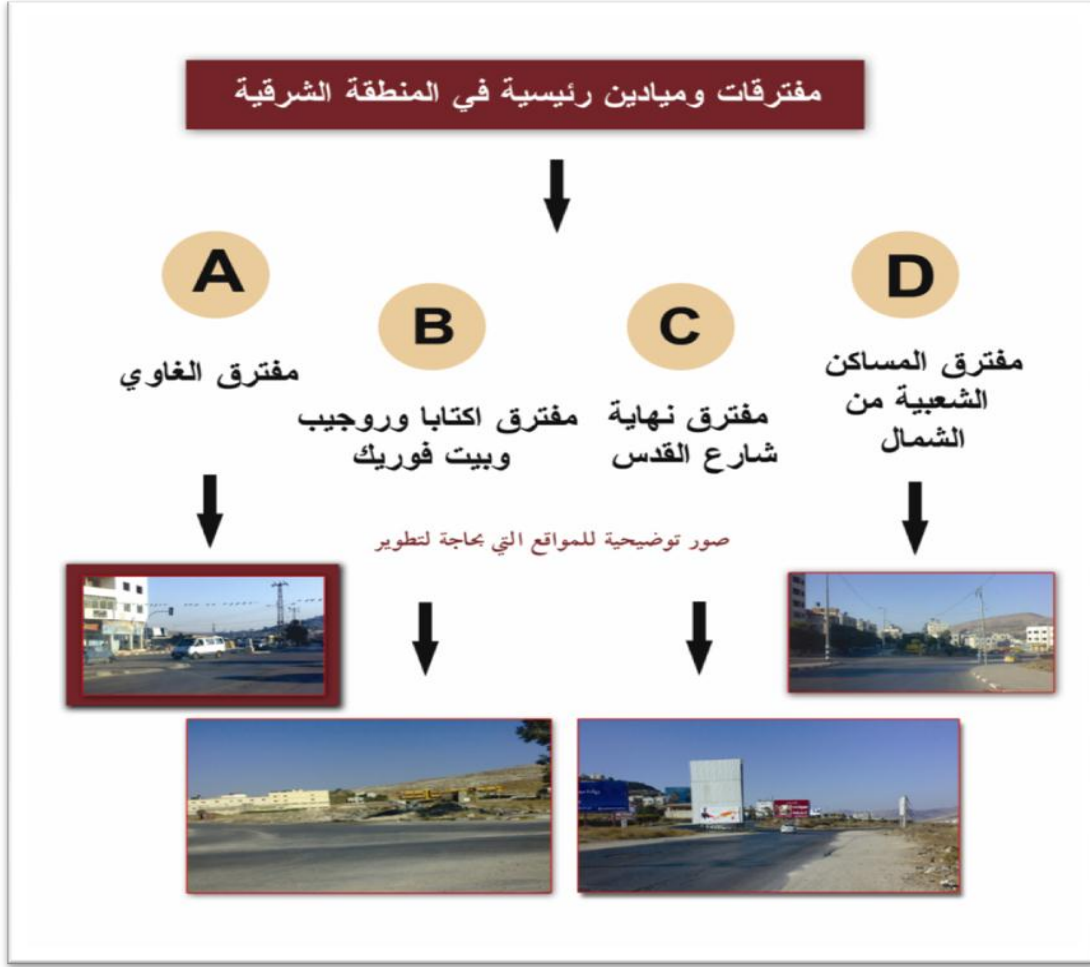 مفترقات وميادين رئيسية في المنطقة الشرقية
A
B
C
D
مفترق الغاوي
مفترق اكتابا وروجيب
وبيت فوريك
مفترق نهاية
شارع القدس
مفترق المساكن
الشعبية من
الشمال
صور توضيحية للمواقع التي بحاجة لتطوير